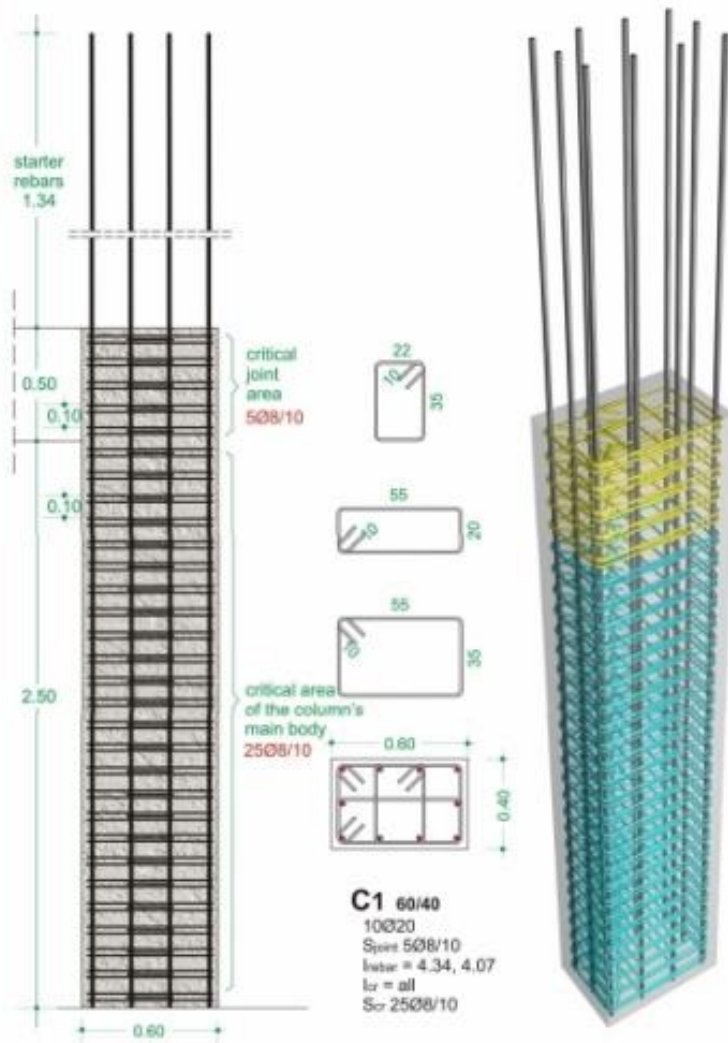 starter
rebars
1.34
0.50
0.10
critical
joint
area
5Ø8/10
0.10
2.50
critical area
of the column's
main body
25Ø8/10
0.60
22
10
35
55
10
20
55
10
35
0.60
0.40
C1 60/40
10Ø20
Sjoint 5Ø8/10
lrebar = 4.34, 4.07
lcr = all
Scr 25Ø8/10